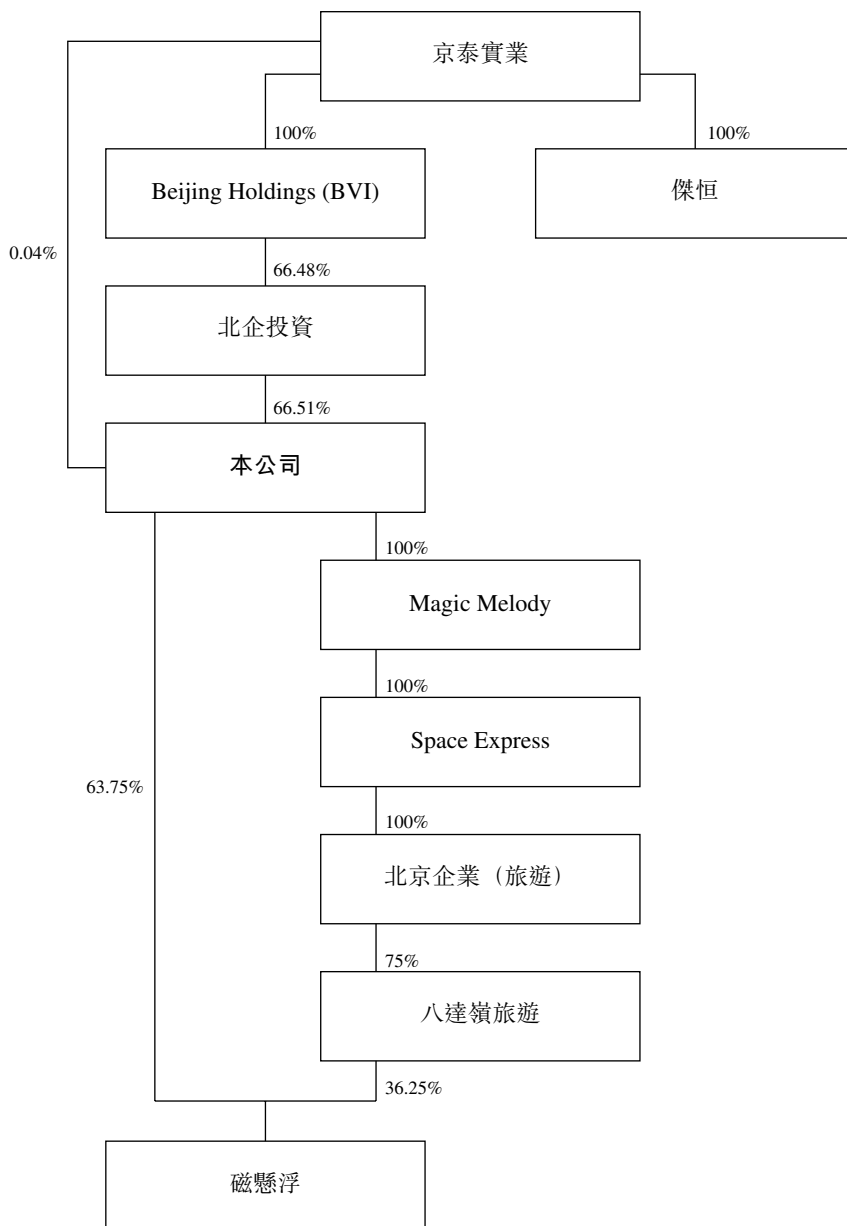 京泰實業
100%
100%
Beijing Holdings (BVI)
傑恒
0.04%
66.48%
北企投資
66.51%
本公司
100%
Magic Melody
100%
Space Express
63.75%
100%
北京企業（旅遊）
75%
八達嶺旅遊
36.25%
磁懸浮